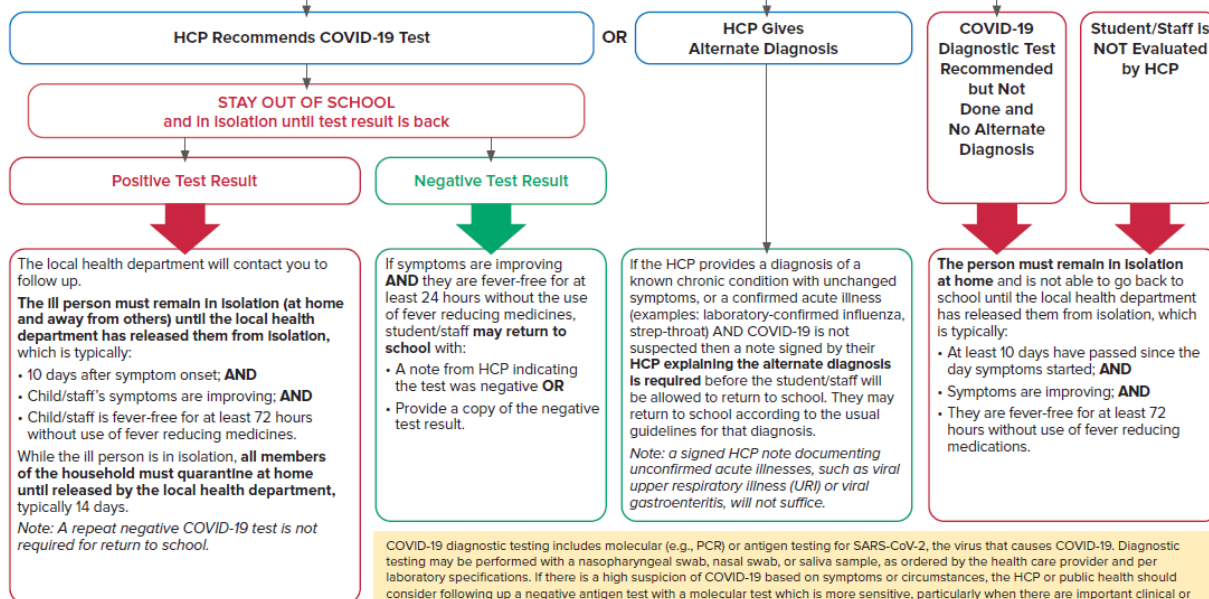 HCP Recommends COVID-19 Test
OR
HCP Gives
Alternate Diagnosis
COVID-19
Diagnostic Test
Recommended
but Not
Done and
No Alternate
Diagnosis
Student/Staff is
NOT Evaluated
by HCP
STAY OUT OF SCHOOL
and in isolation until test result is back
Positive Test Result
Negative Test Result
The local health department will contact you to
follow up.
The ill person must remain in isolation (at home
and away from others) until the local health
department has released them from isolation,
which is typically:
• 10 days after symptom onset; AND
• Child/staff's symptoms are improving; AND
• Child/staff is fever-free for at least 72 hours
without use of fever reducing medicines.
While the ill person is in isolation, all members
of the household must quarantine at home
until released by the local health department,
typically 14 days.
Note: A repeat negative COVID-19 test is not
required for return to school.
If symptoms are improving
AND they are fever-free for at
least 24 hours without the use
of fever reducing medicines,
student/staff may return to
school with:
• A note from HCP indicating
the test was negative OR
• Provide a copy of the negative
test result.
If the HCP provides a diagnosis of a
known chronic condition with unchanged
symptoms, or a confirmed acute illness
(examples: laboratory-confirmed influenza,
strep-throat) AND COVID-19 is not
suspected then a note signed by their
HCP explaining the alternate diagnosis
is required before the student/staff will
be allowed to return to school. They may
return to school according to the usual
guidelines for that diagnosis.
Note: a signed HCP note documenting
unconfirmed acute illnesses, such as viral
upper respiratory illness (URI) or viral
gastroenteritis, will not suffice.
The person must remain in isolation
at home and is not able to go back to
school until the local health department
has released them from isolation, which
is typically:
• At least 10 days have passed since the
day symptoms started; AND
• Symptoms are improving; AND
• They are fever-free for at least 72
hours without use of fever reducing
medications.
COVID-19 diagnostic testing includes molecular (e.g., PCR) or antigen testing for SARS-CoV-2, the virus that causes COVID-19. Diagnostic
testing may be performed with a nasopharyngeal swab, nasal swab, or saliva sample, as ordered by the health care provider and per
laboratory specifications. If there is a high suspicion of COVID-19 based on symptoms or circumstances, the HCP or public health should
consider following up a negative antigen test with a molecular test which is more sensitive, particularly when there are important clinical or